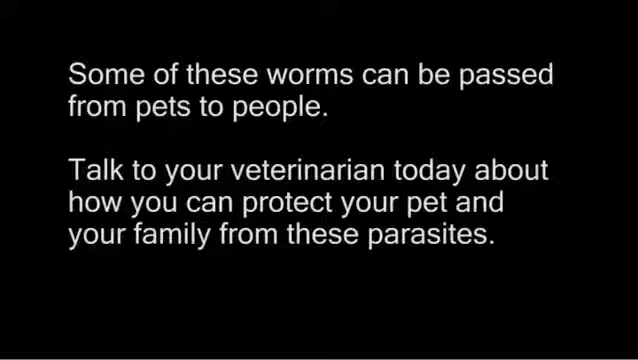 Some of these worms can be passed
from pets to people.
Talk to your veterinarian today about
how you can protect your pet and
your family from these parasites.